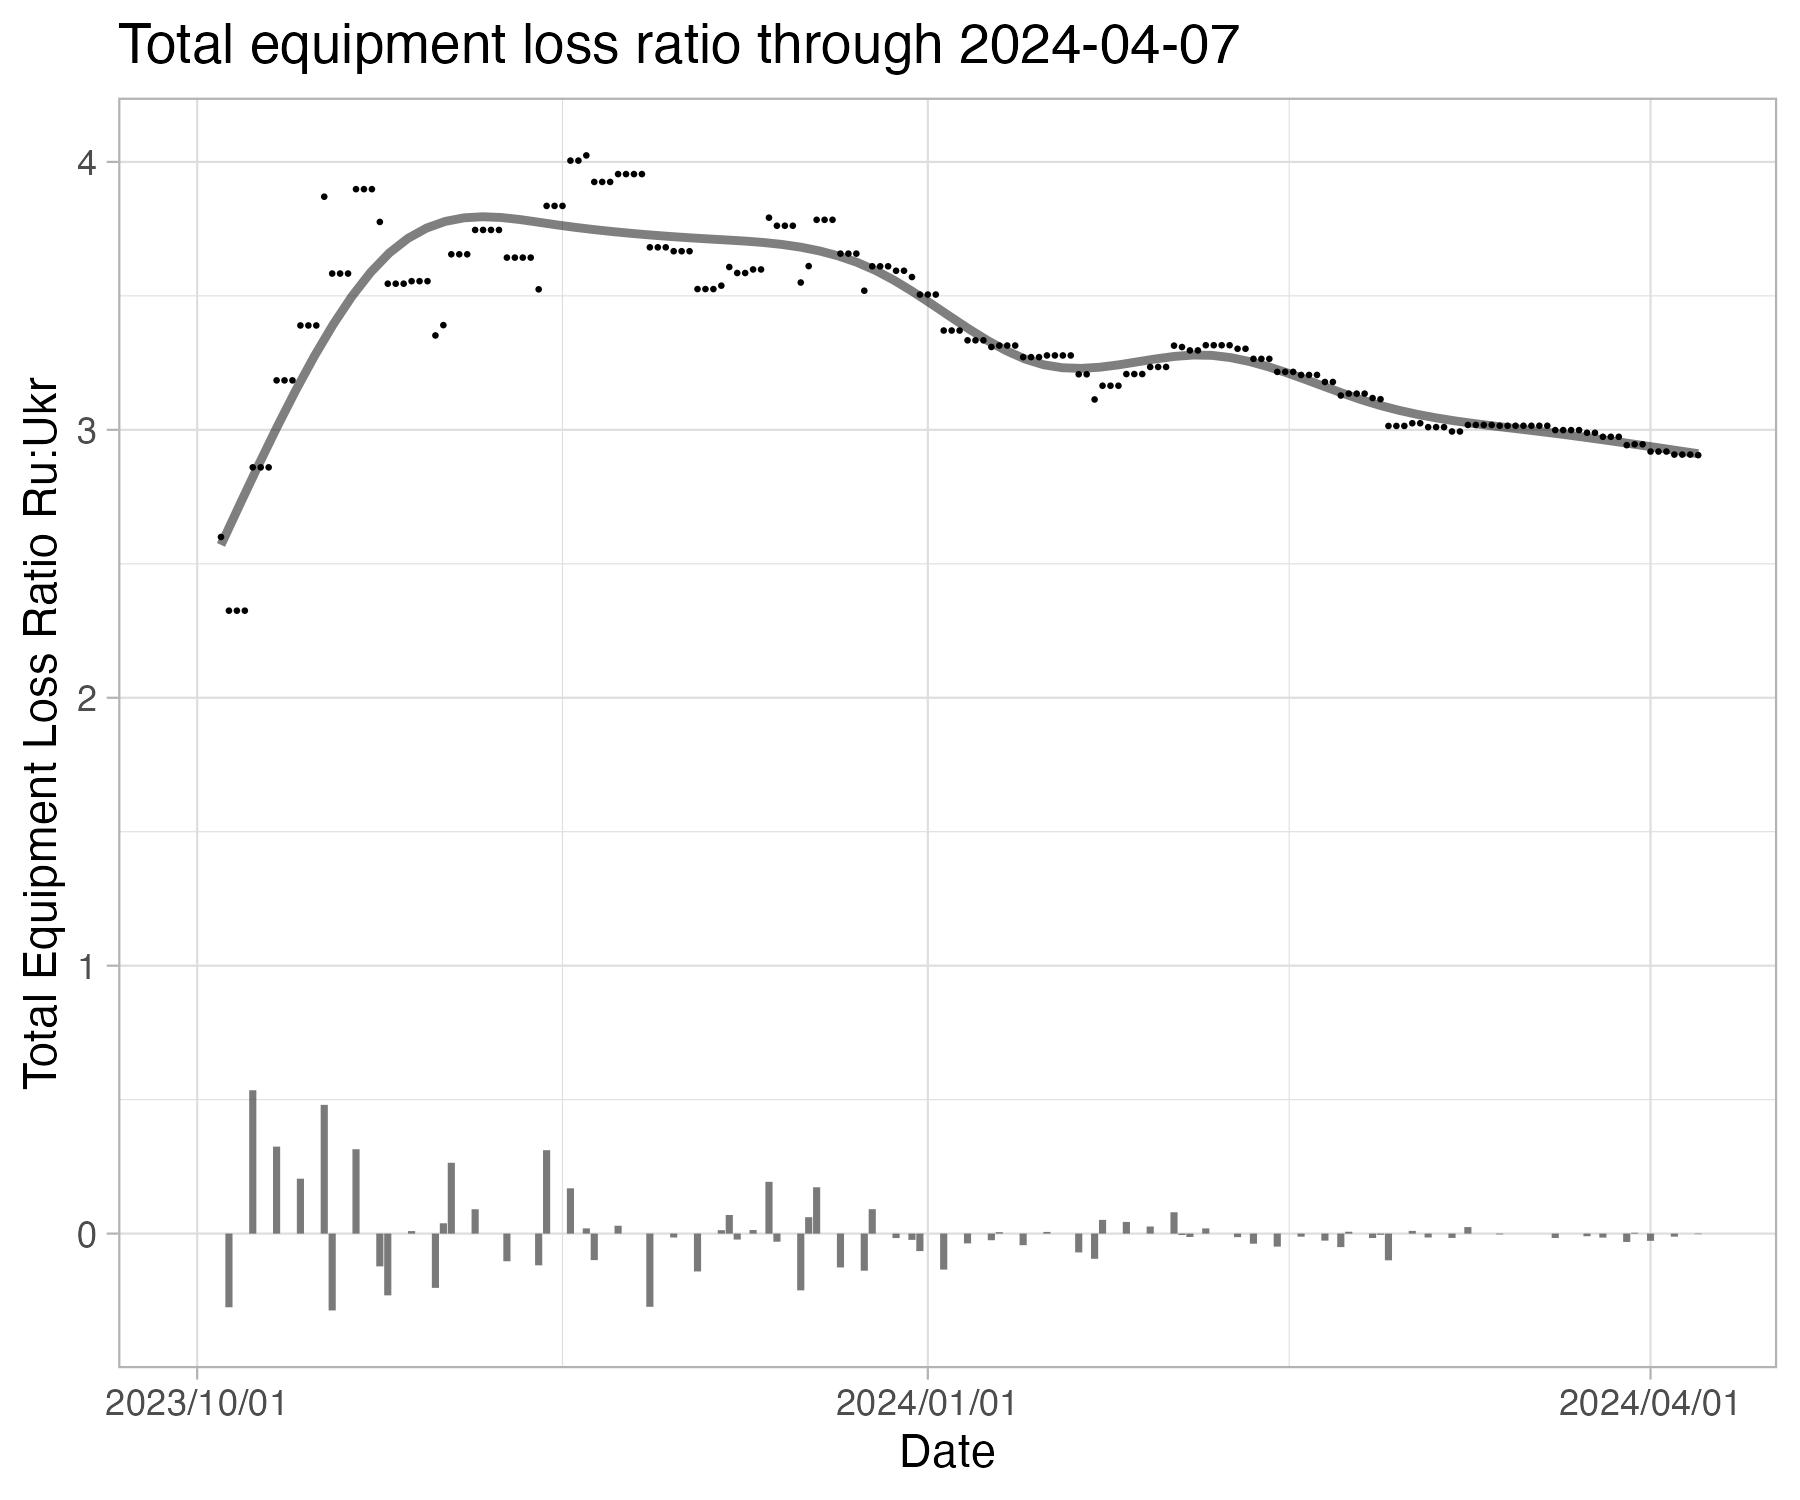 Total equipment loss ratio through 2024-04-07
Total Equipment Loss Ratio Ru:Ukr
4
3
2
1
0
2023/10/01
2024/01/01
2024/04/01
Date